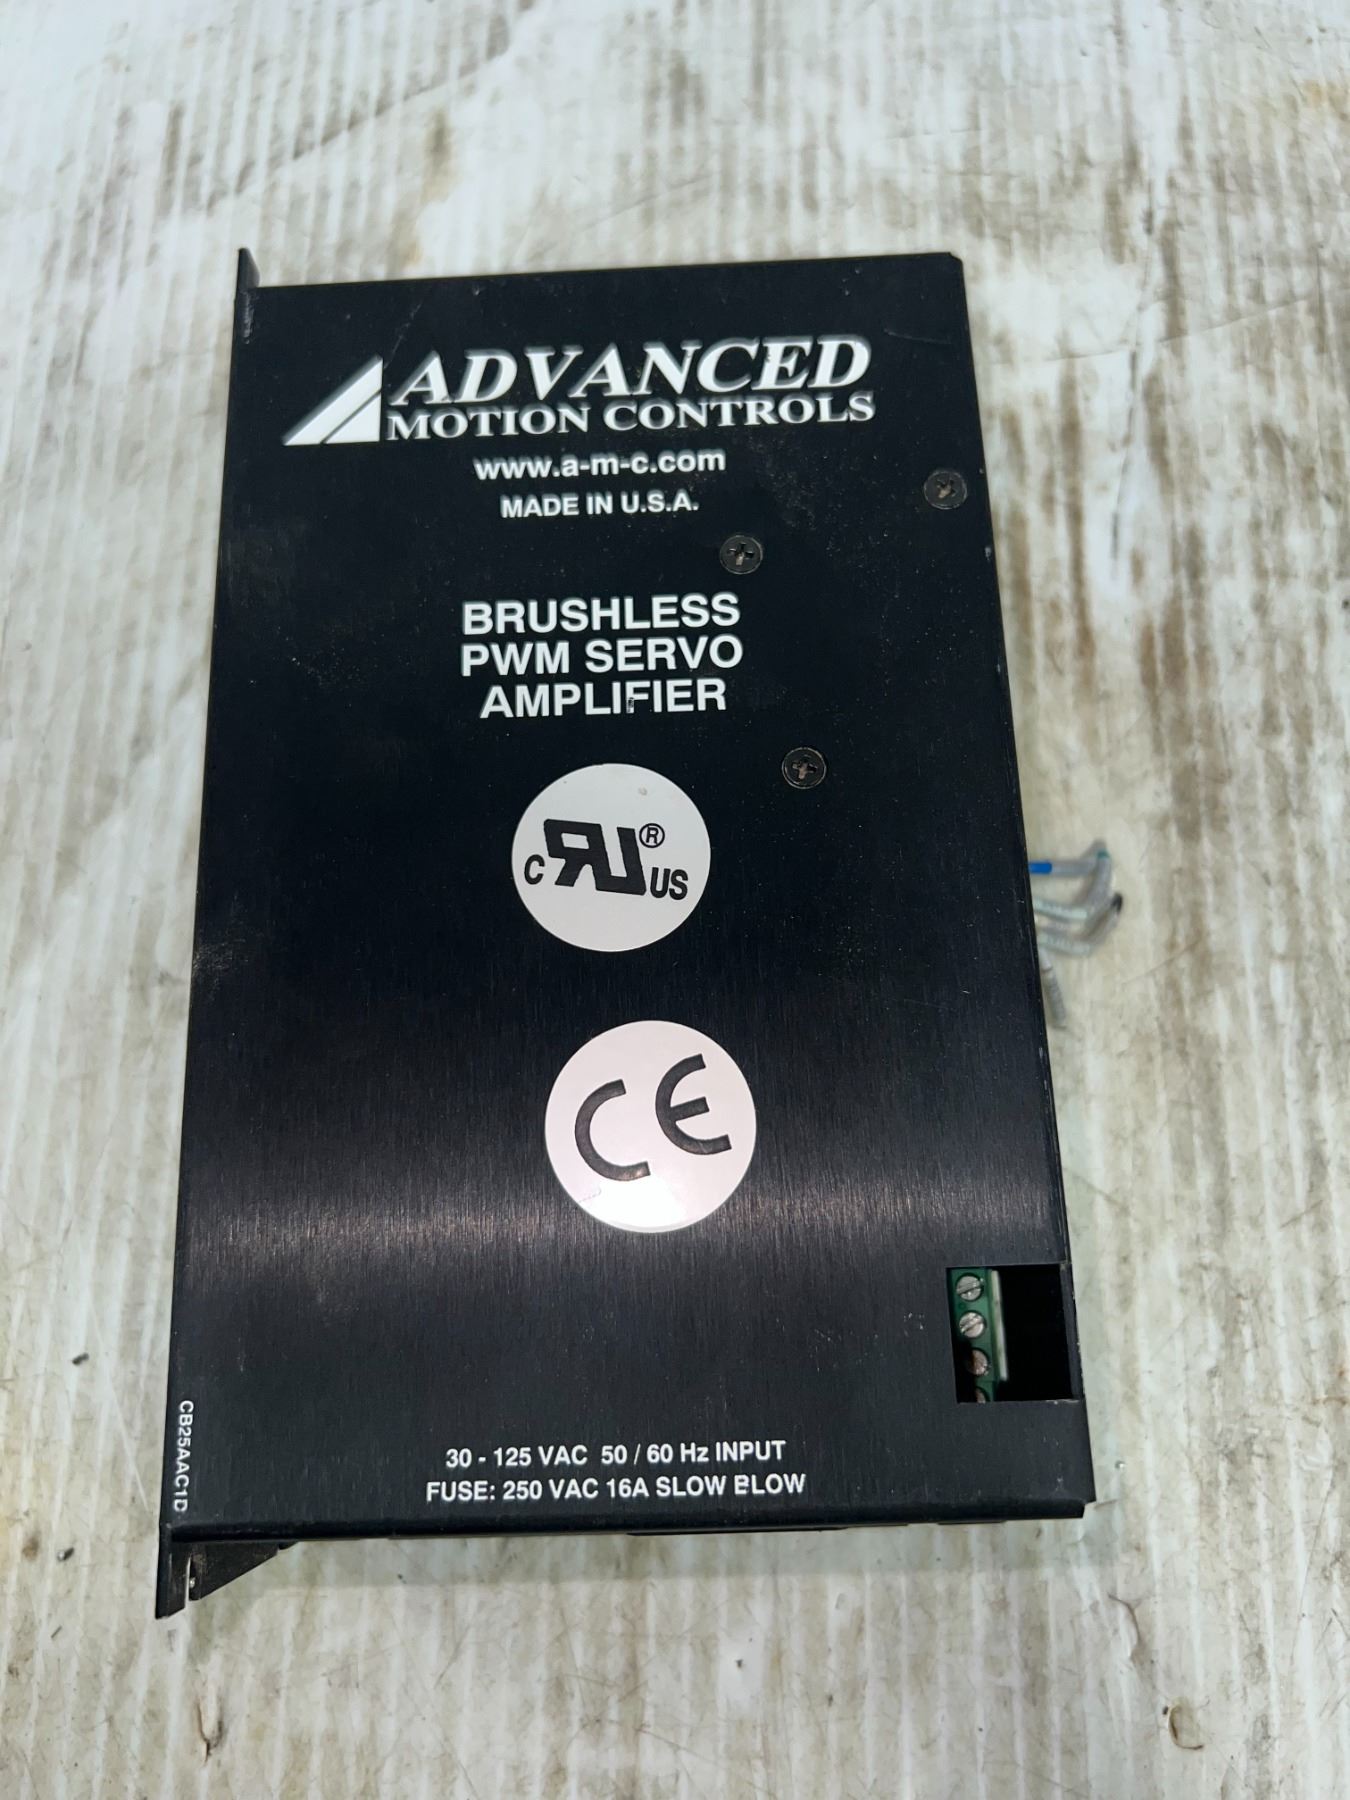 ADVANCED
MOTION CONTROLS
www.a-m-c.com
MADE IN U.S.A.
BRUSHLESS
PWM SERVO
AMPLIFIER
C RU ® US
CE
30 - 125 VAC 50 / 60 Hz INPUT
FUSE: 250 VAC 16A SLOW BLOW
CB25AAC1D